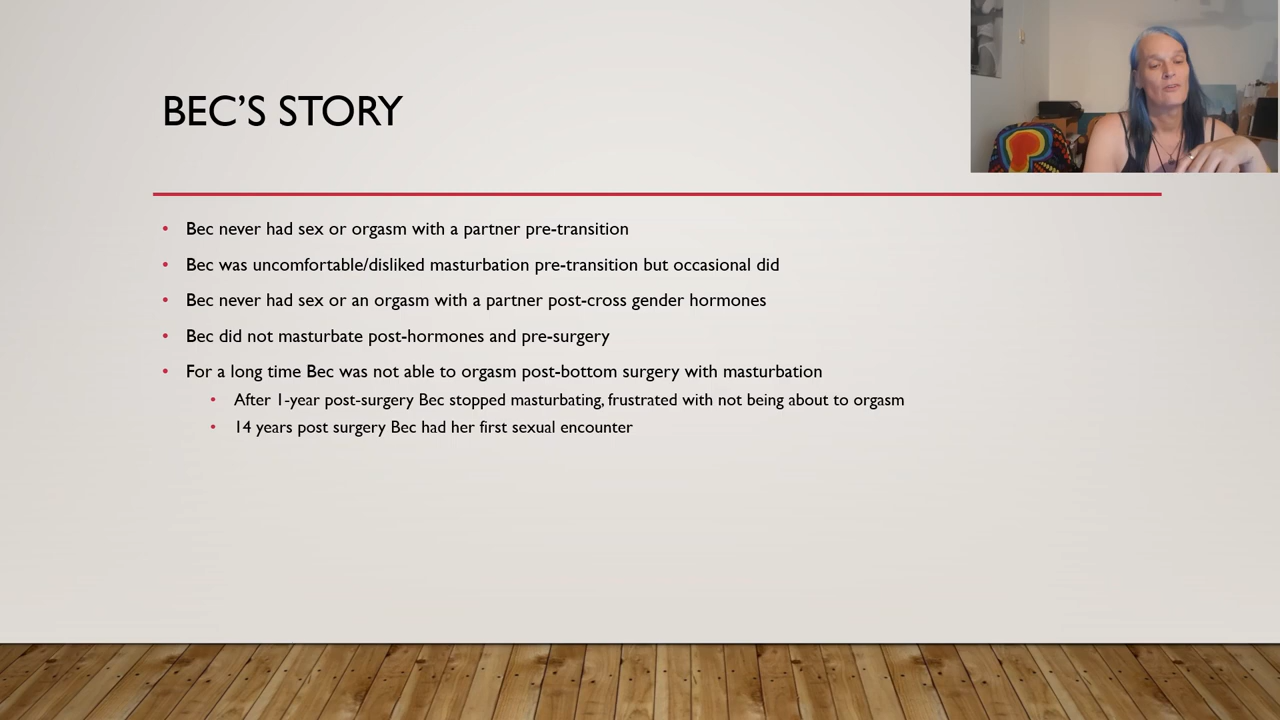 BEC'S STORY
• Bec never had sex or orgasm with a partner pre-transition
• Bec was uncomfortable/disliked masturbation pre-transition but occasional did
• Bec never had sex or an orgasm with a partner post-cross gender hormones
• Bec did not masturbate post-hormones and pre-surgery
• For a long time Bec was not able to orgasm post-bottom surgery with masturbation
• After 1-year post-surgery Bec stopped masturbating, frustrated with not being about to orgasm
• 14 years post surgery Bec had her first sexual encounter